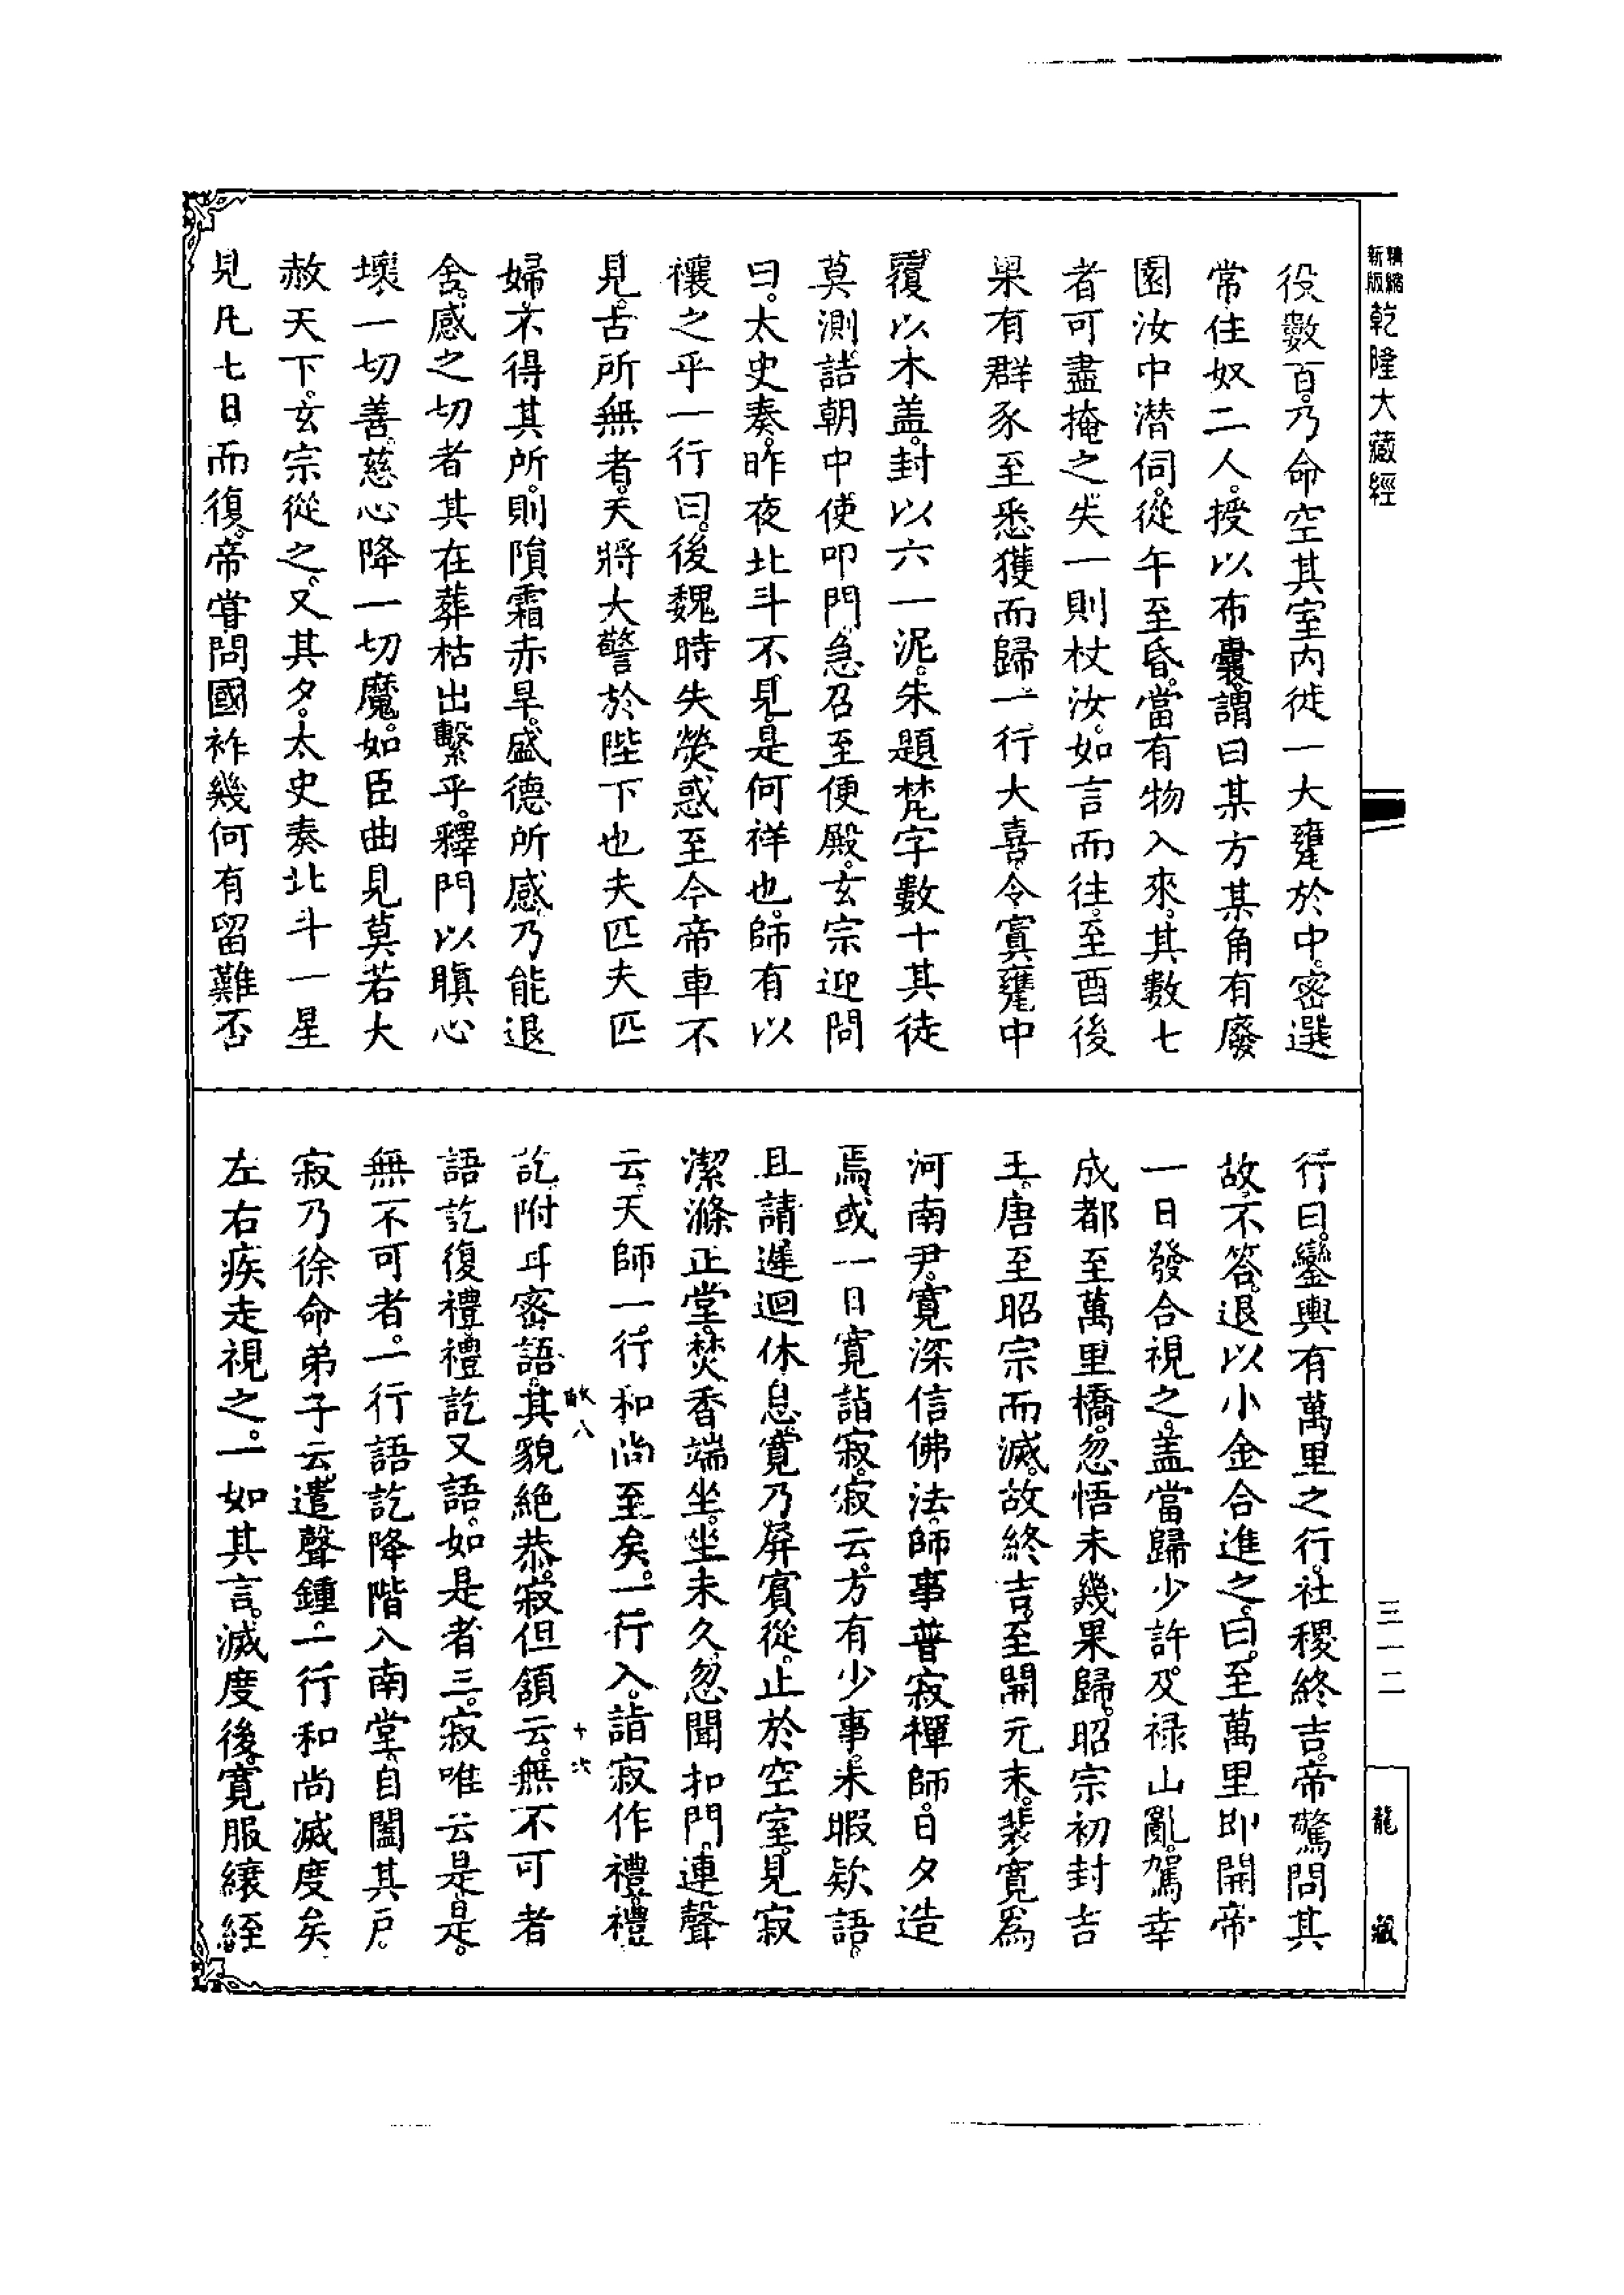 新版
精縮
乾隆大藏經
三一二
龍藏
役數百。乃命空其室內徙一大甕於中。密選
常住奴二人。授以布囊。謂曰某方某角有廢
園汝中潛伺。從午至昏。當有物入來。其數七
者可盡掩之失一則杖汝。如言而往。至酉後
果有群豕至悉獲而歸一行大喜。令寘甕中
覆以木盖。封以六一泥。朱題梵字數十其徒
莫測。詰朝中使叩門急召至便殿。玄宗迎問
曰。太史奏。昨夜北斗不見。是何祥也。師有以
禳之乎一行曰。後魏時失熒惑至今帝車不
見。古所無者。天將大警於陛下也夫匹夫匹
婦不得其所。則隕霜赤旱。盛德所感。乃能退
舍。感之切者其在葬枯出繫乎。釋門以瞋心
壞一切善。慈心降一切魔。如臣曲見莫若大
赦天下。玄宗從之。又其夕。太史奏北斗一星
見凡七日而復。帝甞問國祚幾何有留難否
行曰。鑾輿有萬里之行。社稷終吉。帝驚問其
故。不答。退以小金合進之。曰。至萬里即開帝
一日發合視之。盖當歸少許。及祿山亂。駕幸
成都至萬里橋。忽悟未幾果歸。昭宗初封吉
王。唐至昭宗而滅。故終吉。至開元末。裴寬爲
河南尹。寬深信佛法。師事普寂禪師。日夕造
焉。或一日寬詣寂。寂云。方有少事。未暇欵語。
且請遲迴休息。寬乃屏賓從。止於空室。見寂
潔滌正堂。焚香端坐。坐未久。忽聞扣門。連聲
云。天師一行和尚至矣。一行入。詣寂作禮。禮
八
十六
訖。附耳密語。其貌絶恭。寂但頷云。無不可者
語訖復禮。禮訖又語。如是者三。寂唯云是是。
無不可者。一行語訖降階入南堂。自闔其戶。
寂乃徐命弟子云遣聲鍾。一行和尚滅度矣
左右疾走視之。一如其言。滅度後。寬服縗絰